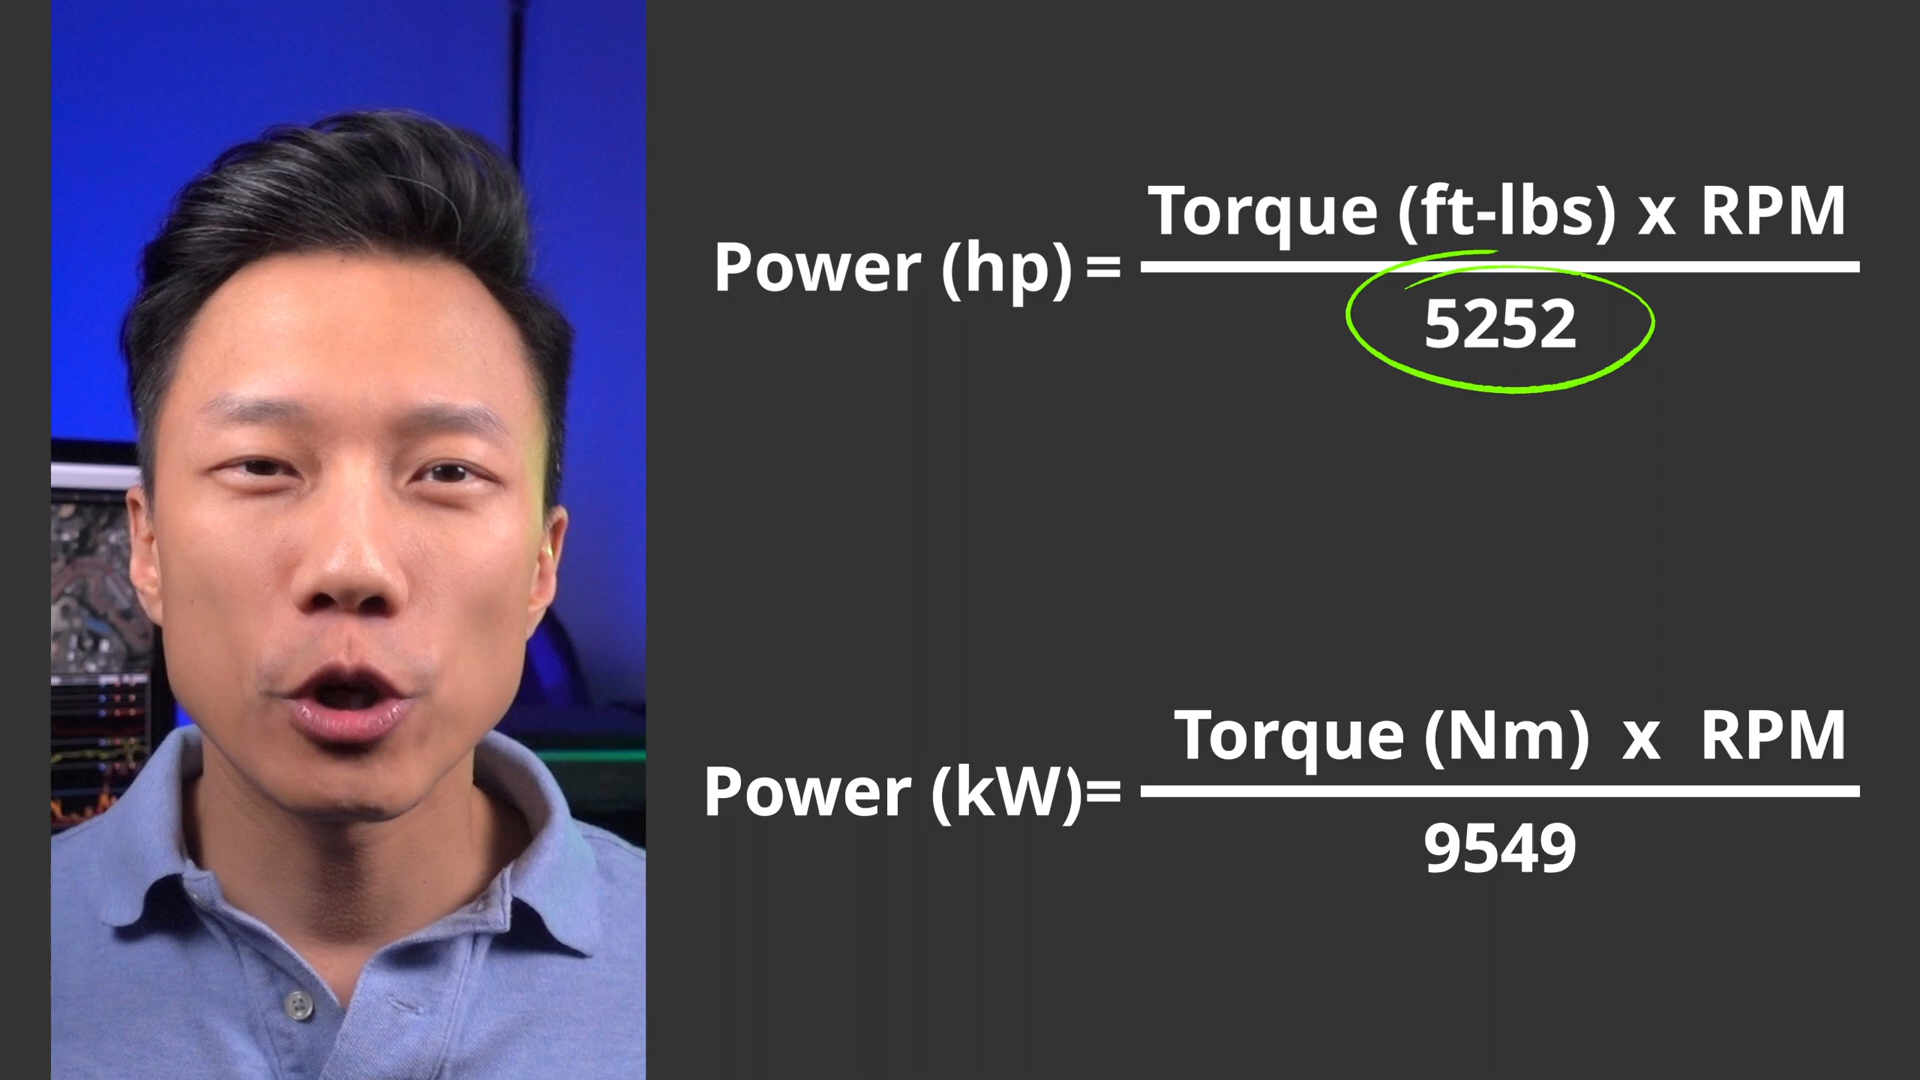 Torque (ft-lbs) x RPM
Power (hp) =
5252
Torque (Nm) x RPM
Power (kW)=
9549